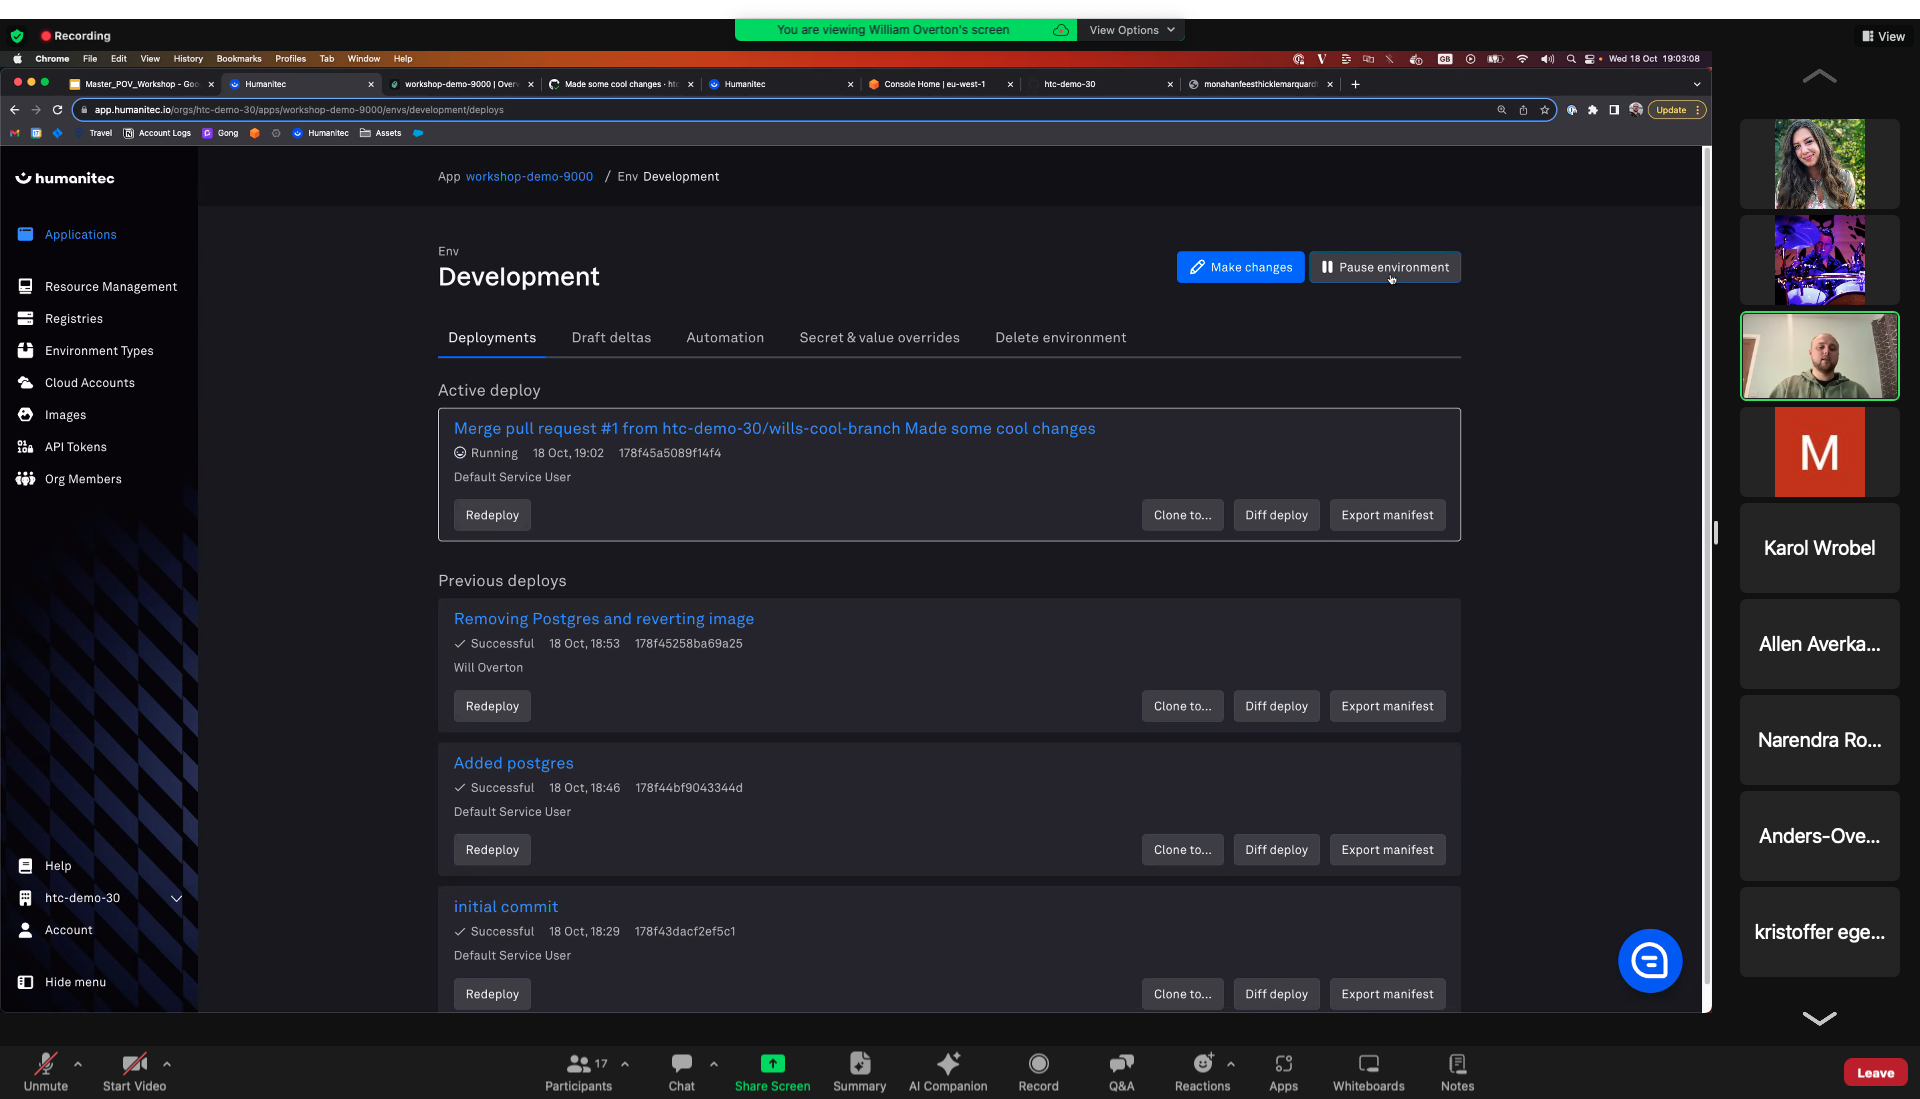 You are viewing William Overton's screen
View Options
Recording
View
Chrome File Edit View History Bookmarks Profiles Tab Window Help
GB
Wed 18 Oct 19:03:08
Master_POV_Workshop - Goo
Humanitec
workshop-demo-9000 | Overv
Made some cool changes · htc
Humanitec
Console Home | eu-west-1
htc-demo-30
monahanfeesthicklemarquard
app.humanitec.io/orgs/htc-demo-30/apps/workshop-demo-9000/envs/development/deploys
Update
Travel
Account Logs
Gong
Humanitec
Assets
humanitec
App workshop-demo-9000 / Env Development
Applications
Resource Management
Registries
Environment Types
Cloud Accounts
Images
API Tokens
Org Members
Env
Development
Make changes
Pause environment
Deployments
Draft deltas
Automation
Secret & value overrides
Delete environment
Active deploy
Merge pull request #1 from htc-demo-30/wills-cool-branch Made some cool changes
Running 18 Oct, 19:02 178f45a5089f14f4
Default Service User
Redeploy
Clone to...
Diff deploy
Export manifest
Previous deploys
Removing Postgres and reverting image
Successful 18 Oct, 18:53 178f45258ba69a25
Will Overton
Redeploy
Clone to...
Diff deploy
Export manifest
Added postgres
Successful 18 Oct, 18:46 178f44bf9043344d
Default Service User
Redeploy
Clone to...
Diff deploy
Export manifest
initial commit
Successful 18 Oct, 18:29 178f43dacf2ef5c1
Default Service User
Redeploy
Clone to...
Diff deploy
Export manifest
Help
htc-demo-30
Account
Hide menu
M
Karol Wrobel
Allen Averka...
Narendra Ro...
Anders-Ove...
kristoffer ege...
Unmute
Start Video
17
Participants
Chat
Share Screen
Summary
AI Companion
Record
Q&A
Reactions
Apps
Whiteboards
Notes
Leave